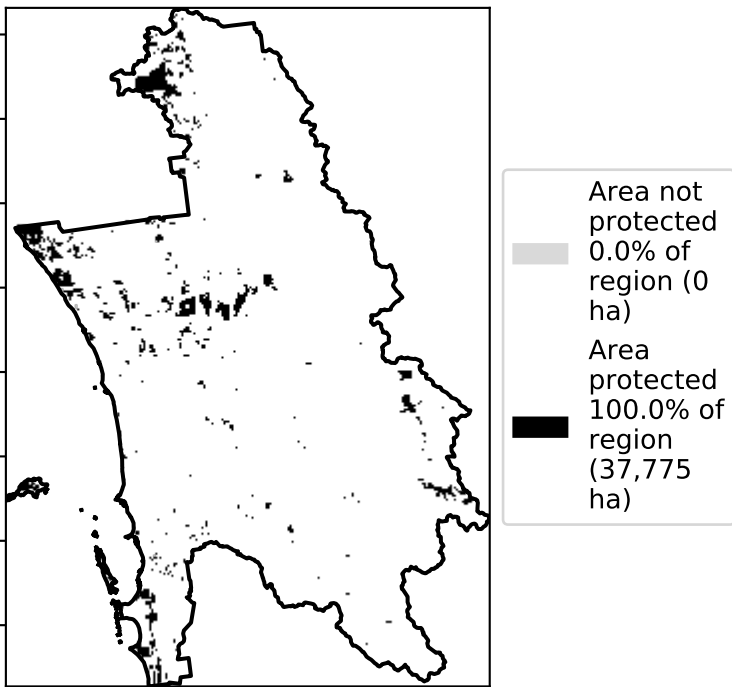 Area not
protected
0.0% of
region (0
ha)
Area
protected
100.0% of
region
(37,775
ha)